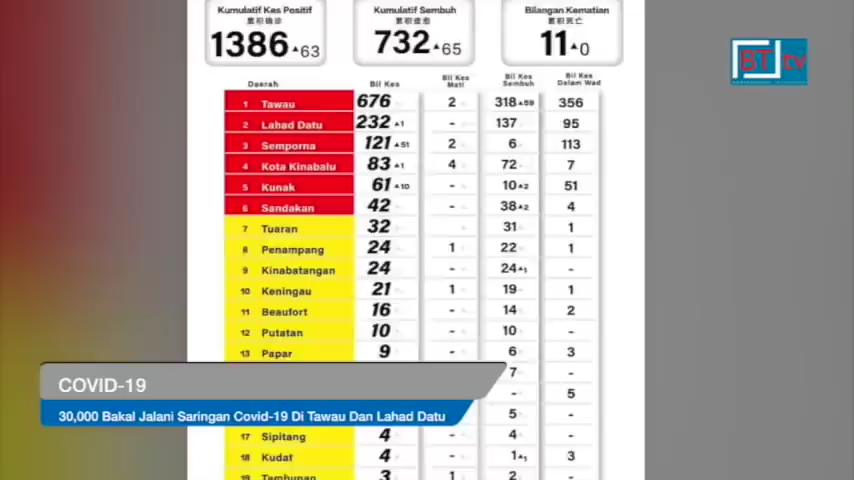 Kumulatif Kes Positif Kumulatif Sembuh Bilangan Kematian
累积确诊 累积痊愈 累积死亡
1386 ▲63 732 ▲65 11 ▲0
BT tv
Daerah Bil Kes Bil Kes Mati Bil Kes Sembuh Bil Kes Dalam Wad
1 Tawau 676 2 318 ▲59 356
2 Lahad Datu 232 ▲1 - 137 95
3 Semporna 121 ▲51 2 6 113
4 Kota Kinabalu 83 ▲1 4 72 7
5 Kunak 61 ▲10 - 10 ▲2 51
6 Sandakan 42 - 38 ▲2 4
7 Tuaran 32 31 1
8 Penampang 24 1 22 1
9 Kinabatangan 24 - 24 ▲1 -
10 Keningau 21 1 19 1
11 Beaufort 16 - 14 2
12 Putatan 10 - 10 -
13 Papar 9 - 6 3
7 -
- 5
5 -
COVID-19
30,000 Bakal Jalani Saringan Covid-19 Di Tawau Dan Lahad Datu
17 Sipitang 4 - 4 -
18 Kudat 4 - 1 ▲1 3
19 Tambunan 3 1 2 -